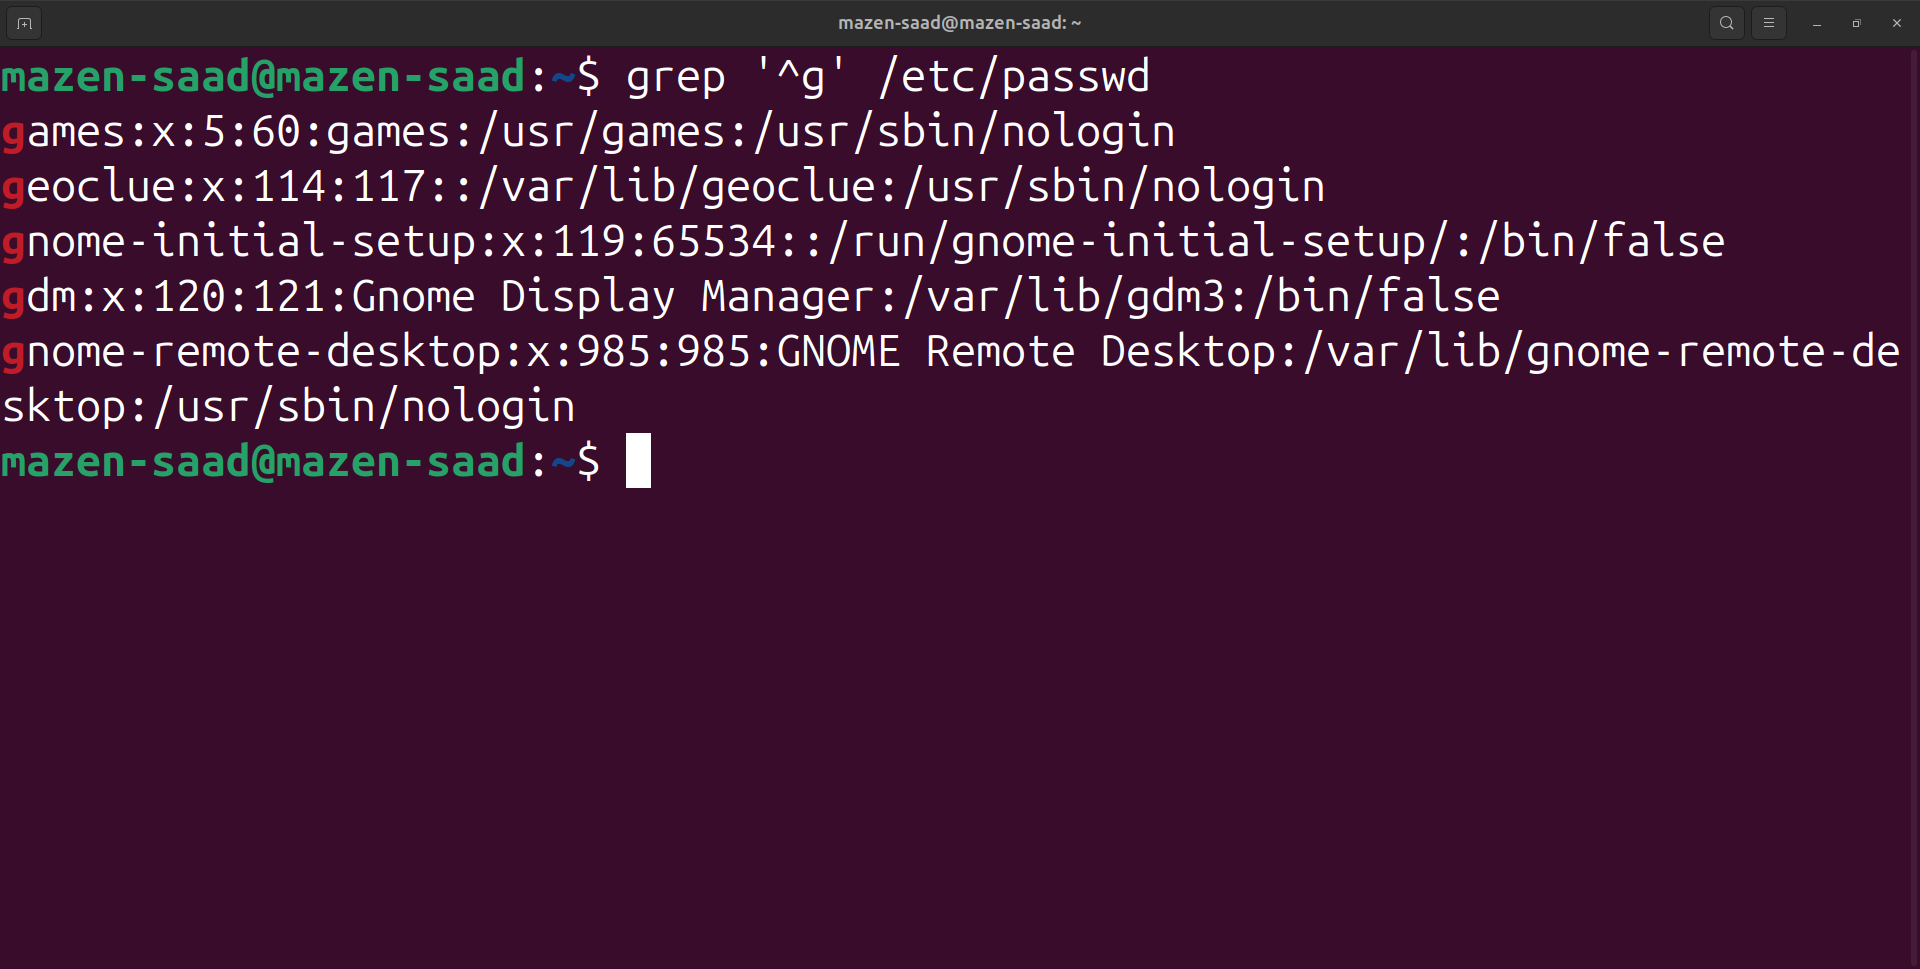 mazen-saad@mazen-saad: ~
mazen-saad@mazen-saad:~$ grep '^g' /etc/passwd
games:x:5:60:games:/usr/games:/usr/sbin/nologin
geoclue:x:114:117::/var/lib/geoclue:/usr/sbin/nologin
gnome-initial-setup:x:119:65534::/run/gnome-initial-setup/:/bin/false
gdm:x:120:121:Gnome Display Manager:/var/lib/gdm3:/bin/false
gnome-remote-desktop:x:985:985:GNOME Remote Desktop:/var/lib/gnome-remote-de
sktop:/usr/sbin/nologin
mazen-saad@mazen-saad:~$